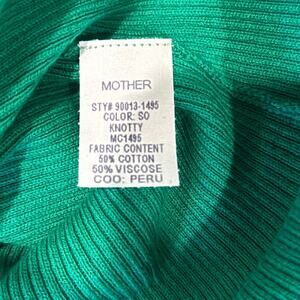 MOTHER
STY# 90013-1495
COLOR: SO
KNOTTY
MC1495
FABRIC CONTENT
50% COTTON
50% VISCOSE
COO: PERU